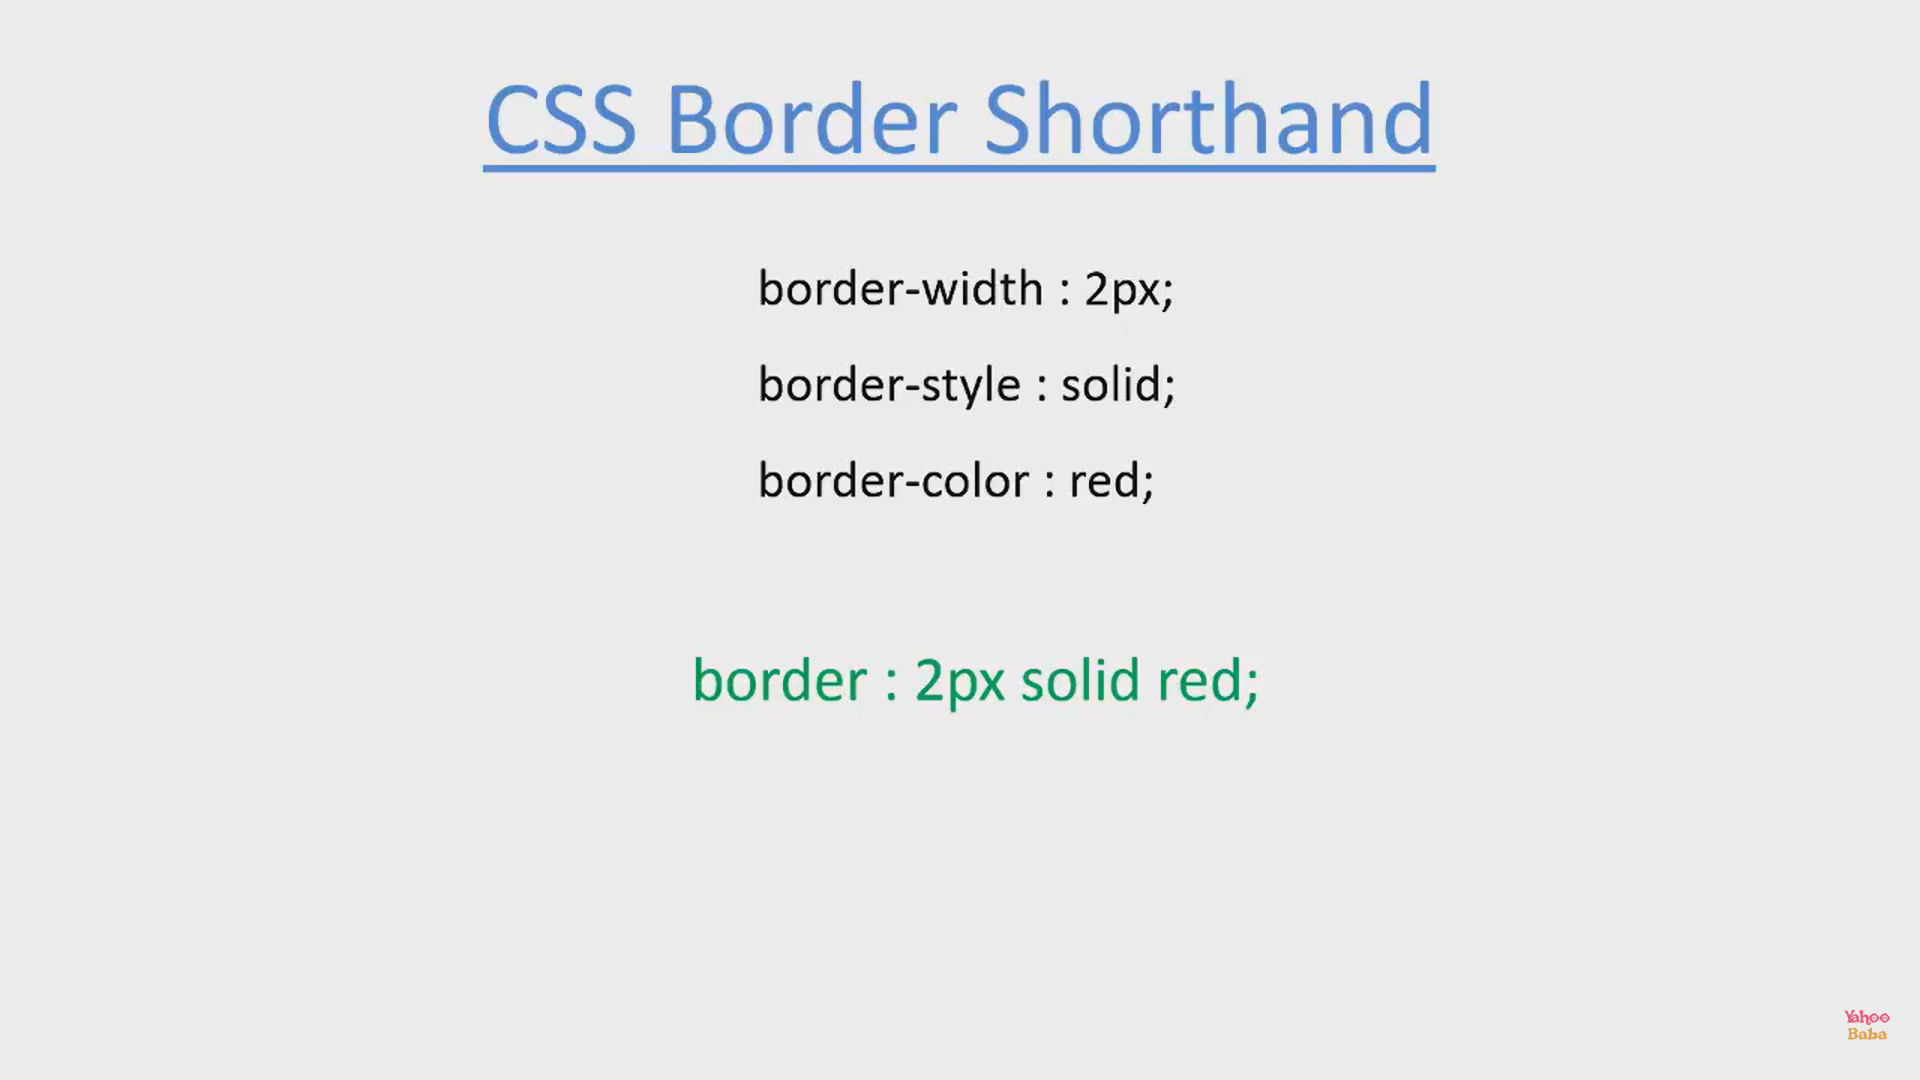 CSS Border Shorthand
border-width : 2px;
border-style : solid;
border-color : red;
border : 2px solid red;
Yahoo
Baba